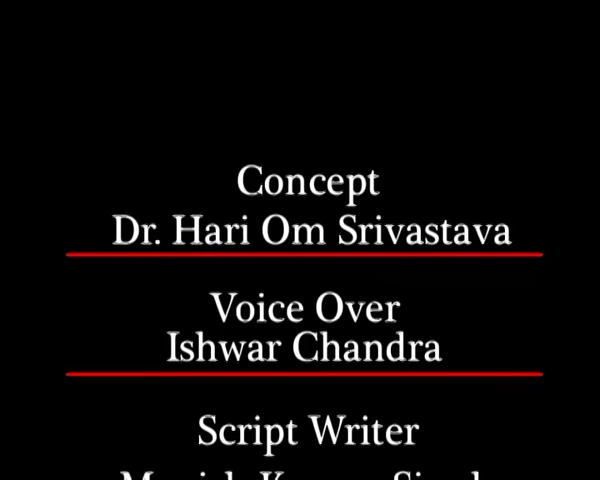 Concept
Dr. Hari Om Srivastava
Voice Over
Ishwar Chandra
Script Writer